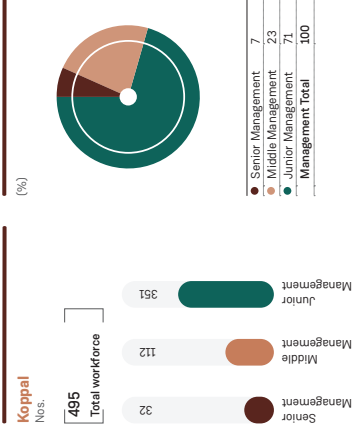 Koppal
Nos.
495
Total workforce
32
Senior
Management
112
Middle
Management
351
Junior
Management
(%)
Senior Management 7
Middle Management 23
Junior Management 71
Management Total 100